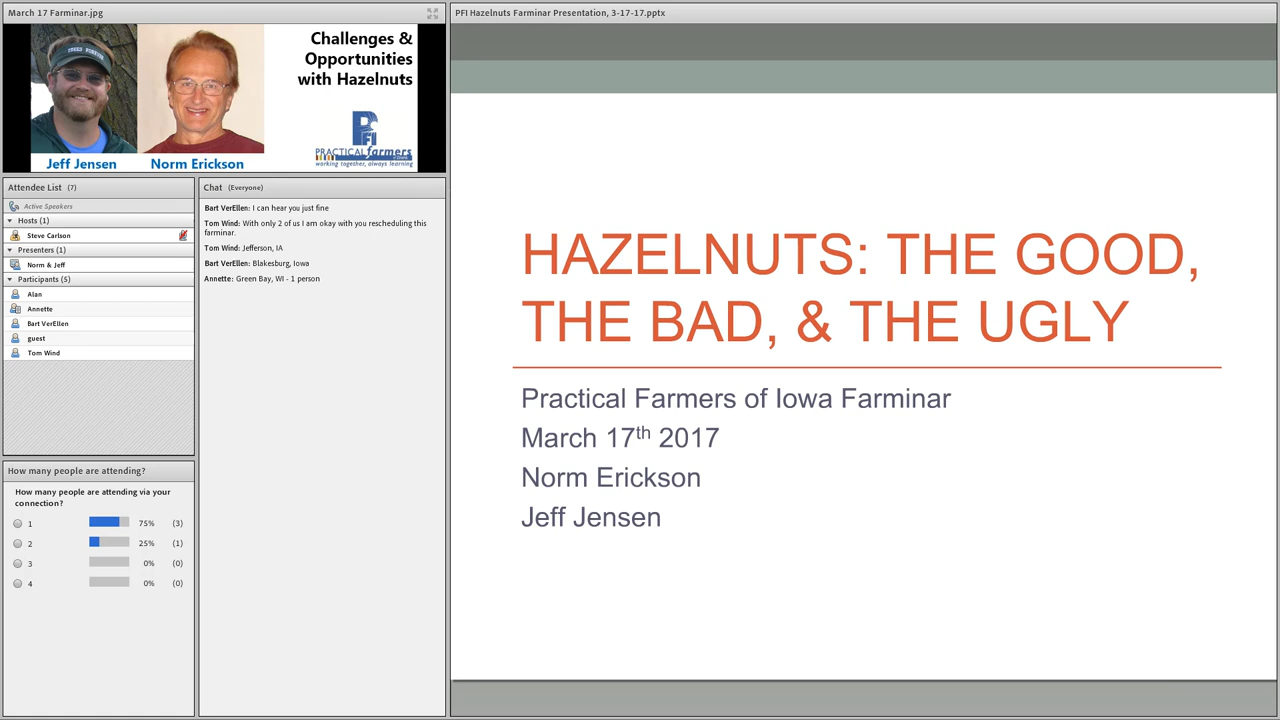 March 17 Farminar.jpg
Challenges &
Opportunities
with Hazelnuts
PFI
PRACTICAL farmers
working together, always learning
Jeff Jensen
Norm Erickson
Attendee List (7)
Active Speakers
Hosts (1)
Steve Carlson
Presenters (1)
Norm & Jeff
Participants (5)
Alan
Annette
Bart VerEllen
guest
Tom Wind
Chat (Everyone)
Bart VerEllen: I can hear you just fine
Tom Wind: With only 2 of us I am okay with you rescheduling this
farminar.
Tom Wind: Jefferson, IA
Bart VerEllen: Blakesburg, Iowa
Annette: Green Bay, WI - 1 person
How many people are attending?
How many people are attending via your
connection?
1 75% (3)
2 25% (1)
3 0% (0)
4 0% (0)
PFI Hazelnuts Farminar Presentation, 3-17-17.pptx
HAZELNUTS: THE GOOD,
THE BAD, & THE UGLY
Practical Farmers of Iowa Farminar
March 17th 2017
Norm Erickson
Jeff Jensen